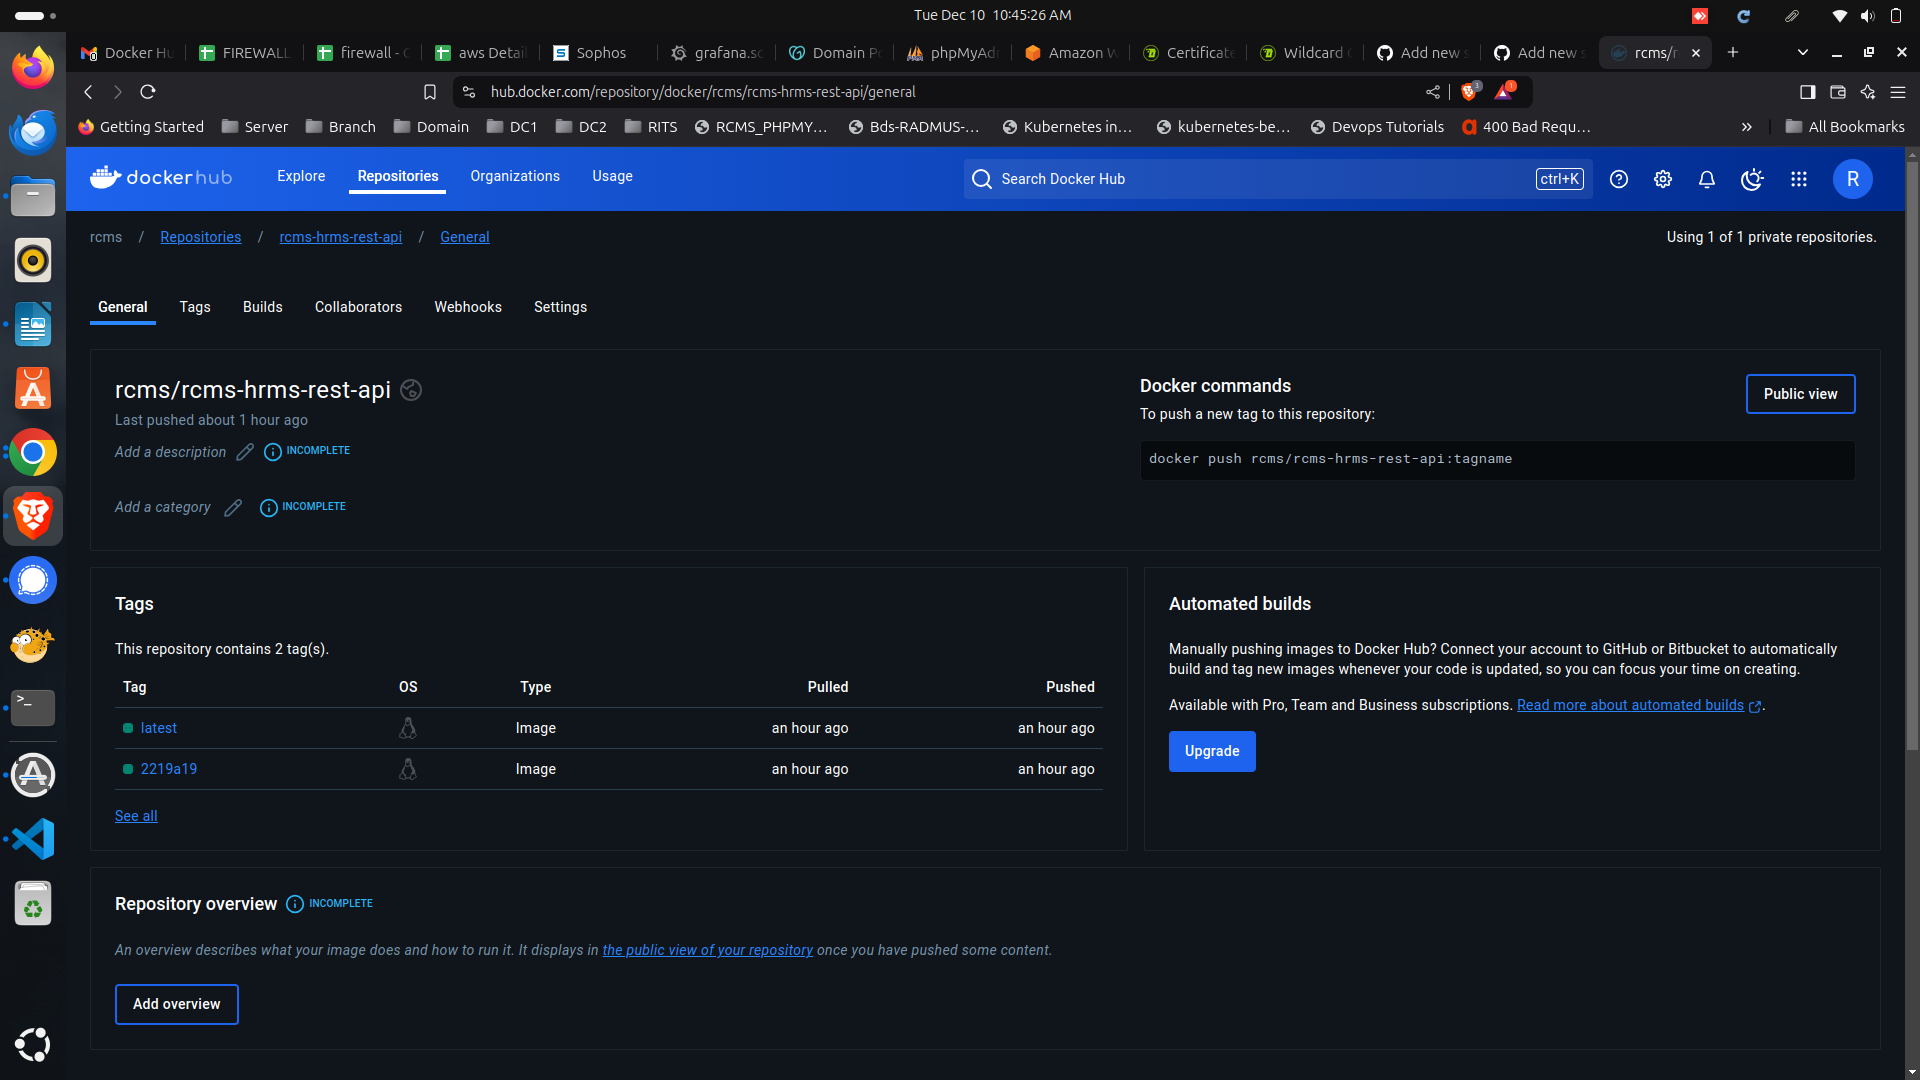 Tue Dec 10 10:45:26 AM
Docker Hu
FIREWALL
firewall - C
aws Detail
Sophos
grafana.sc
Domain Po
phpMyAdm
Amazon W
Certificate
Wildcard C
Add new s
Add new s
rcms/r
hub.docker.com/repository/docker/rcms/rcms-hrms-rest-api/general
3
1
Getting Started
Server
Branch
Domain
DC1
DC2
RITS
RCMS_PHPMY...
Bds-RADMUS-...
Kubernetes in...
kubernetes-be...
Devops Tutorials
400 Bad Requ...
»
All Bookmarks
dockerhub
Explore
Repositories
Organizations
Usage
Search Docker Hub
ctrl+K
R
rcms / Repositories / rcms-hrms-rest-api / General
Using 1 of 1 private repositories.
General
Tags
Builds
Collaborators
Webhooks
Settings
rcms/rcms-hrms-rest-api
Last pushed about 1 hour ago
Add a description
INCOMPLETE
Add a category
INCOMPLETE
Docker commands
To push a new tag to this repository:
Public view
docker push rcms/rcms-hrms-rest-api:tagname
Tags
This repository contains 2 tag(s).
Tag OS Type Pulled Pushed
latest Image an hour ago an hour ago
2219a19 Image an hour ago an hour ago
See all
Automated builds
Manually pushing images to Docker Hub? Connect your account to GitHub or Bitbucket to automatically
build and tag new images whenever your code is updated, so you can focus your time on creating.
Available with Pro, Team and Business subscriptions. Read more about automated builds .
Upgrade
Repository overview
INCOMPLETE
An overview describes what your image does and how to run it. It displays in the public view of your repository once you have pushed some content.
Add overview